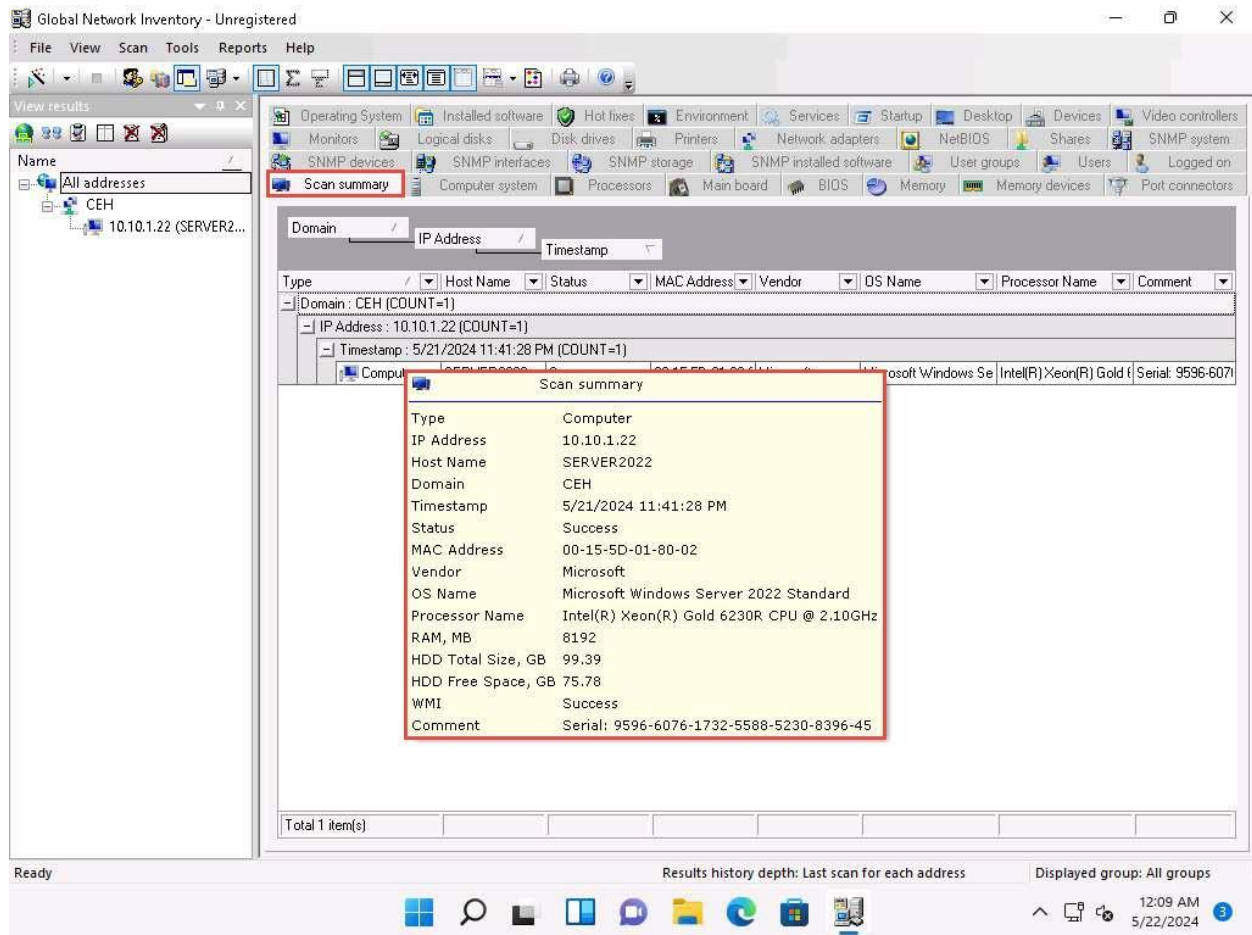 Global Network Inventory - Unregistered
File View Scan Tools Reports Help
View results
Name
All addresses
CEH
10.10.1.22 (SERVER2...
Operating System Installed software Hot fixes Environment Services Startup Desktop Devices Video controllers
Monitors Logical disks Disk drives Printers Network adapters NetBIOS Shares SNMP system
SNMP devices SNMP interfaces SNMP storage SNMP installed software User groups Users Logged on
Scan summary Computer system Processors Main board BIOS Memory Memory devices Port connectors
Domain
IP Address
Timestamp
Type Host Name Status MAC Address Vendor OS Name Processor Name Comment
Domain : CEH (COUNT=1)
IP Address : 10.10.1.22 (COUNT=1)
Timestamp : 5/21/2024 11:41:28 PM (COUNT=1)
Intel(R) Xeon(R) Gold Serial: 9596-607
Scan summary
Type Computer
IP Address 10.10.1.22
Host Name SERVER2022
Domain CEH
Timestamp 5/21/2024 11:41:28 PM
Status Success
MAC Address 00-15-5D-01-80-02
Vendor Microsoft
OS Name Microsoft Windows Server 2022 Standard
Processor Name Intel(R) Xeon(R) Gold 6230R CPU @ 2.10GHz
RAM, MB 8192
HDD Total Size, GB 99.39
HDD Free Space, GB 75.78
WMI Success
Comment Serial: 9596-6076-1732-5588-5230-8396-45
Total 1 item(s)
Ready Results history depth: Last scan for each address Displayed group: All groups
12:09 AM
5/22/2024 3